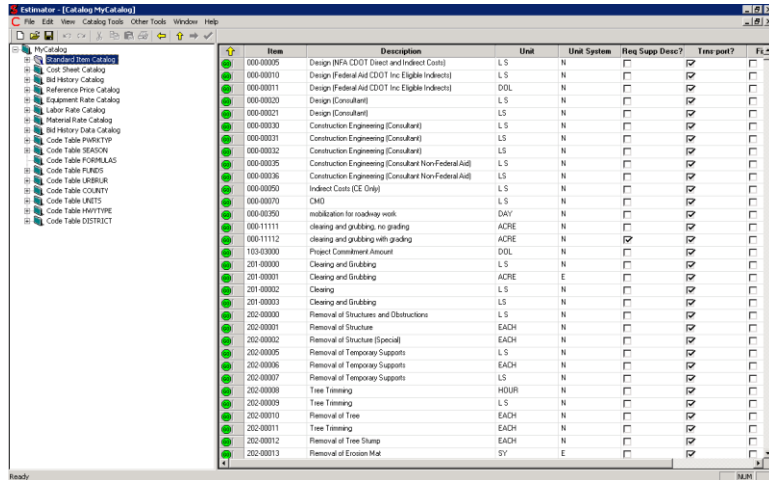 Estimator - [Catalog MyCatalog]
File Edit View Catalog Tools Other Tools Window Help
MyCatalog
Standard Item Catalog
Cost Sheet Catalog
Bid History Catalog
Reference Price Catalog
Equipment Rate Catalog
Labor Rate Catalog
Material Rate Catalog
Bid History Data Catalog
Code Table PWRKTYP
Code Table SEASON
Code Table FORMULAS
Code Table FUNDS
Code Table URBRUR
Code Table COUNTY
Code Table UNITS
Code Table HWYTYPE
Code Table DISTRICT
Item Description Unit Unit System Req Supp Desc? Trns·port?
000-00005 Design (NFA CDOT Direct and Indirect Costs) L S N
000-00010 Design (Federal Aid CDOT Inc Eligible Indirects) L S N
000-00011 Design (Federal Aid CDOT Inc Eligible Indirects) DOL N
000-00020 Design (Consultant) L S N
000-00021 Design (Consultant) LS N
000-00030 Construction Engineering (Consultant) L S N
000-00031 Construction Engineering (Consultant) LS N
000-00032 Construction Engineering (Consultant) L S N
000-00035 Construction Engineering (Consultant Non-Federal Aid) L S N
000-00036 Construction Engineering (Consultant Non-Federal Aid) L S N
000-00050 Indirect Costs (CE Only) L S N
000-00070 CMO L S N
000-00350 mobilization for roadway work DAY N
000-11111 clearing and grubbing, no grading ACRE N
000-11112 clearing and grubbing with grading ACRE N
103-03000 Project Commitment Amount DOL N
201-00000 Clearing and Grubbing L S N
201-00001 Clearing and Grubbing ACRE E
201-00002 Clearing L S N
201-00003 Clearing and Grubbing LS N
202-00000 Removal of Structures and Obstructions L S N
202-00001 Removal of Structure EACH N
202-00002 Removal of Structure (Special) EACH N
202-00005 Removal of Temporary Supports L S N
202-00006 Removal of Temporary Supports EACH N
202-00007 Removal of Temporary Supports LS N
202-00008 Tree Trimming HOUR N
202-00009 Tree Trimming L S N
202-00010 Removal of Tree EACH N
202-00011 Tree Trimming EACH N
202-00012 Removal of Tree Stump EACH N
202-00013 Removal of Erosion Mat SY E
Ready NUM